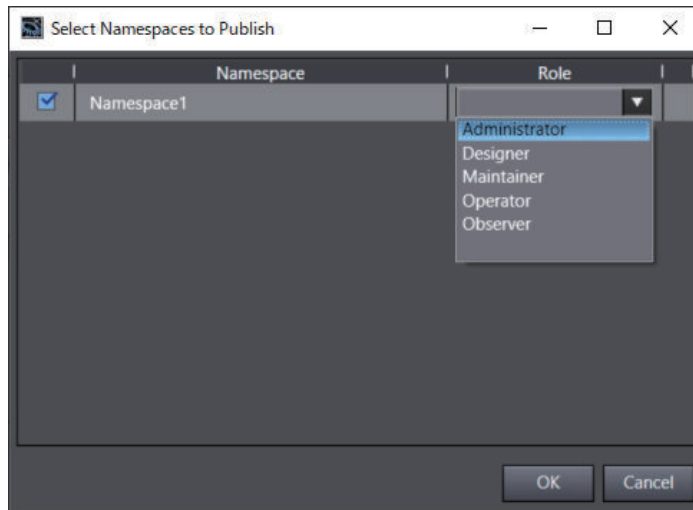 Select Namespaces to Publish
Namespace Role
Namespace1
Administrator
Designer
Maintainer
Operator
Observer
OK Cancel